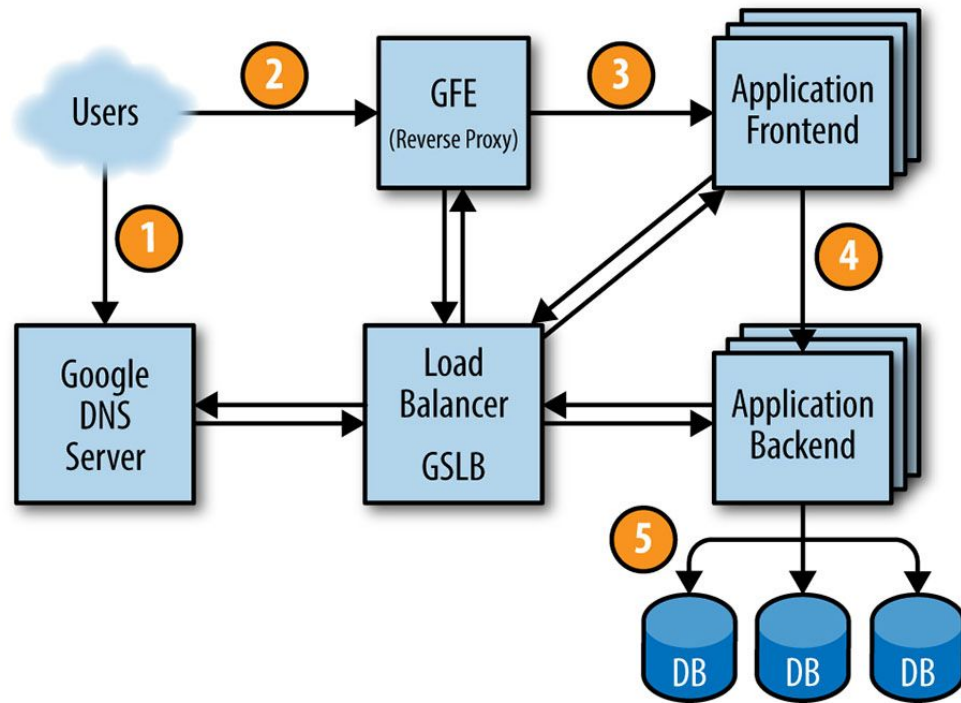 Users
2
GFE
(Reverse Proxy)
3
Application
Frontend
1
4
Google
DNS
Server
Load
Balancer
GSLB
Application
Backend
5
DB
DB
DB